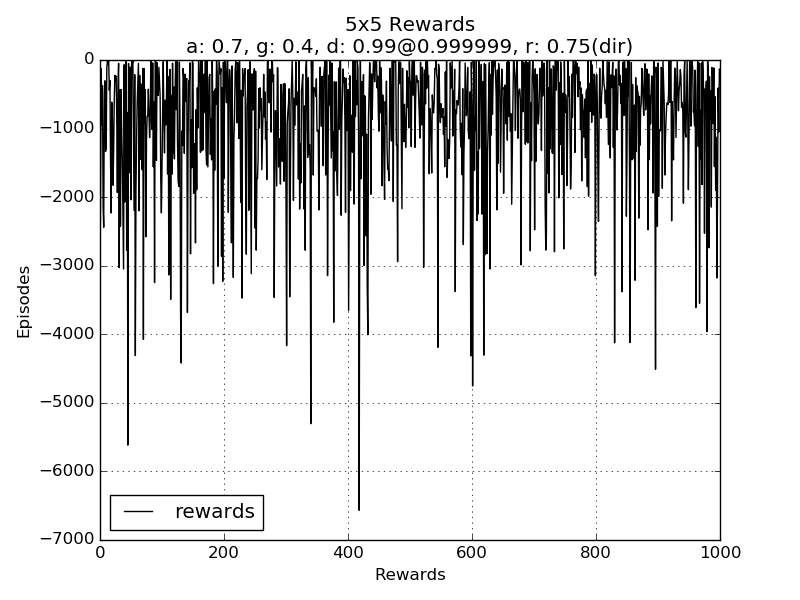 5x5 Rewards
a: 0.7, g: 0.4, d: 0.99@0.999999, r: 0.75(dir)
0
−1000
−2000
−3000
−4000
−5000
−6000
−7000
Episodes
rewards
0 200 400 600 800 1000
Rewards